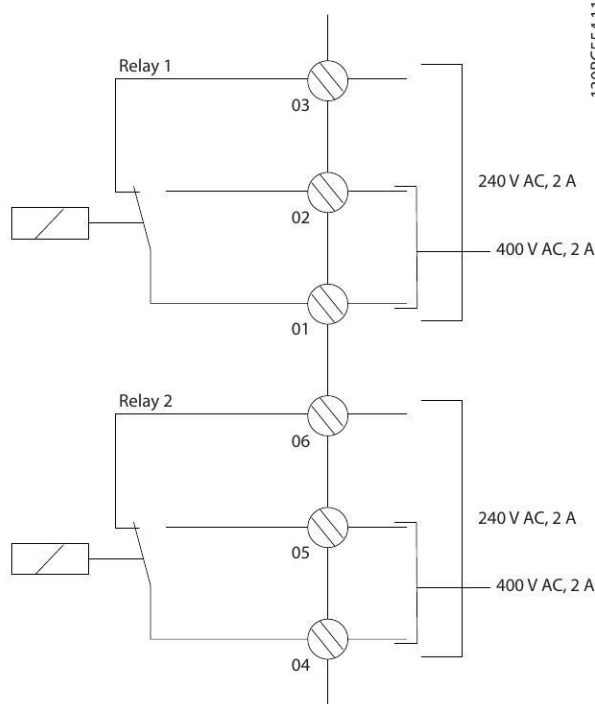 Relay 1
03
240 V AC, 2 A
02
400 V AC, 2 A
01
Relay 2
06
240 V AC, 2 A
05
400 V AC, 2 A
04